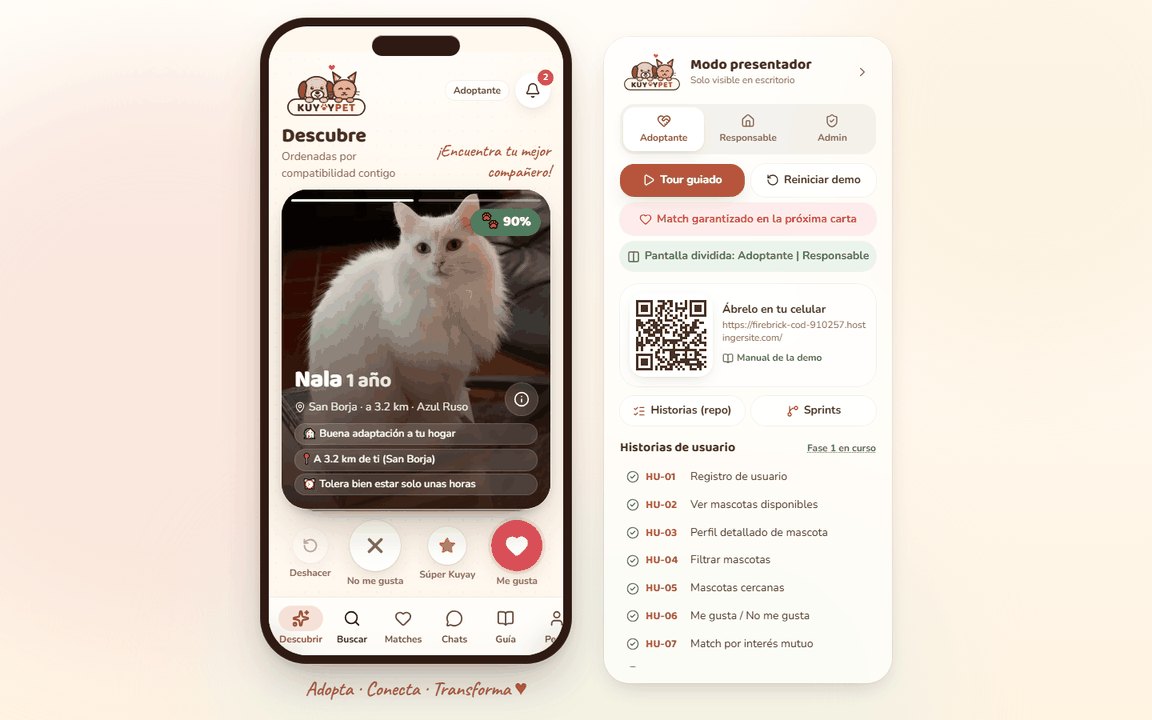 KUYAYPET
Adoptante
2
Descubre
Ordenadas por
compatibilidad contigo
¡Encuentra tu mejor
compañero!
90%
Nala 1 año
San Borja · a 3.2 km · Azul Ruso
Buena adaptación a tu hogar
A 3.2 km de ti (San Borja)
Tolera bien estar solo unas horas
Deshacer
No me gusta
Súper Kuyay
Me gusta
Descubrir
Buscar
Matches
Chats
Guía
Adopta · Conecta · Transforma
KUYAYPET
Modo presentador
Solo visible en escritorio
Adoptante
Responsable
Admin
Tour guiado
Reiniciar demo
Match garantizado en la próxima carta
Pantalla dividida: Adoptante | Responsable
Ábrelo en tu celular
https://firebrick-cod-910257.host
ingersite.com/
Manual de la demo
Historias (repo)
Sprints
Historias de usuario
Fase 1 en curso
HU-01 Registro de usuario
HU-02 Ver mascotas disponibles
HU-03 Perfil detallado de mascota
HU-04 Filtrar mascotas
HU-05 Mascotas cercanas
HU-06 Me gusta / No me gusta
HU-07 Match por interés mutuo